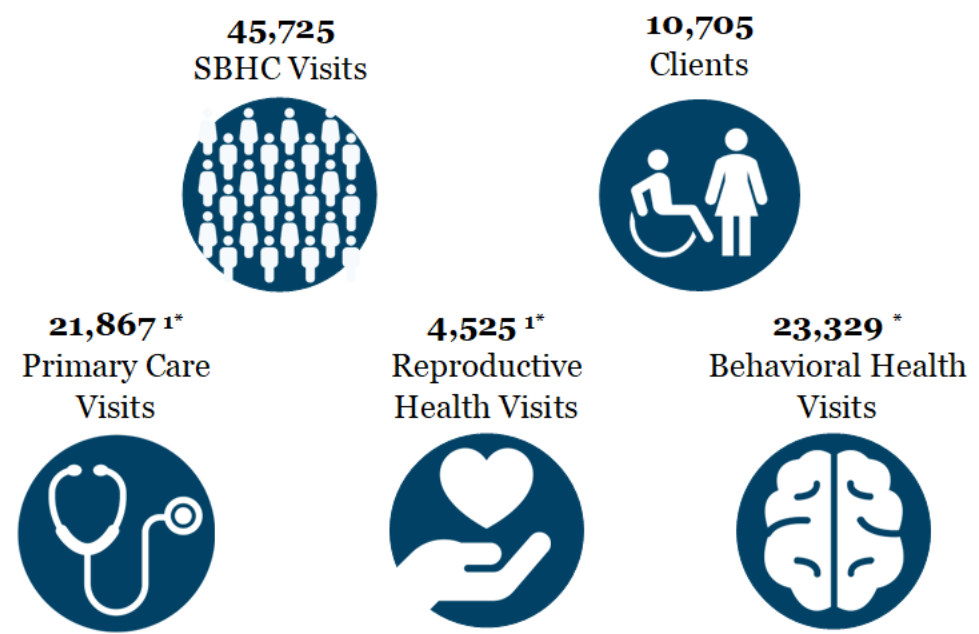 45,725
SBHC Visits
10,705
Clients
21,867 1*
Primary Care
Visits
4,525 1*
Reproductive
Health Visits
23,329 *
Behavioral Health
Visits